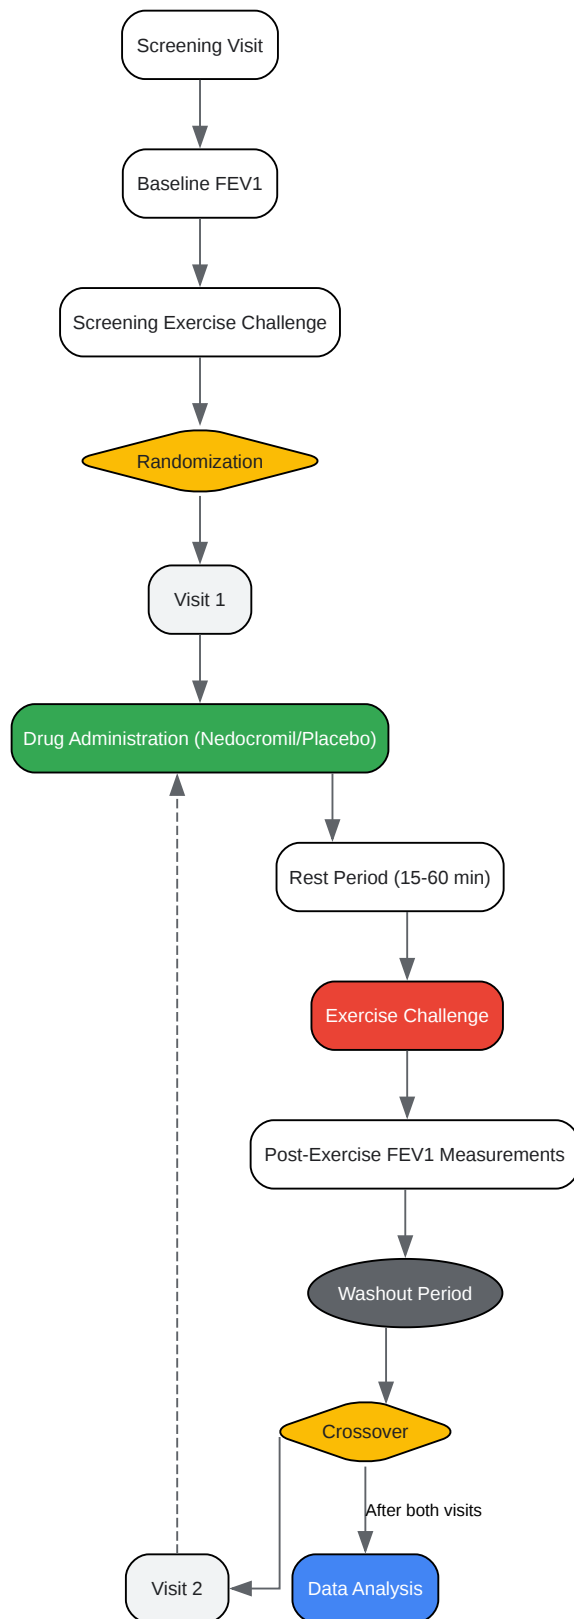 Screening Visit
Baseline FEV1
Screening Exercise Challenge
Randomization
Visit 1
Drug Administration (Nedocromil/Placebo)
Rest Period (15-60 min)
Exercise Challenge
Post-Exercise FEV1 Measurements
Washout Period
Crossover
After both visits
Visit 2
Data Analysis